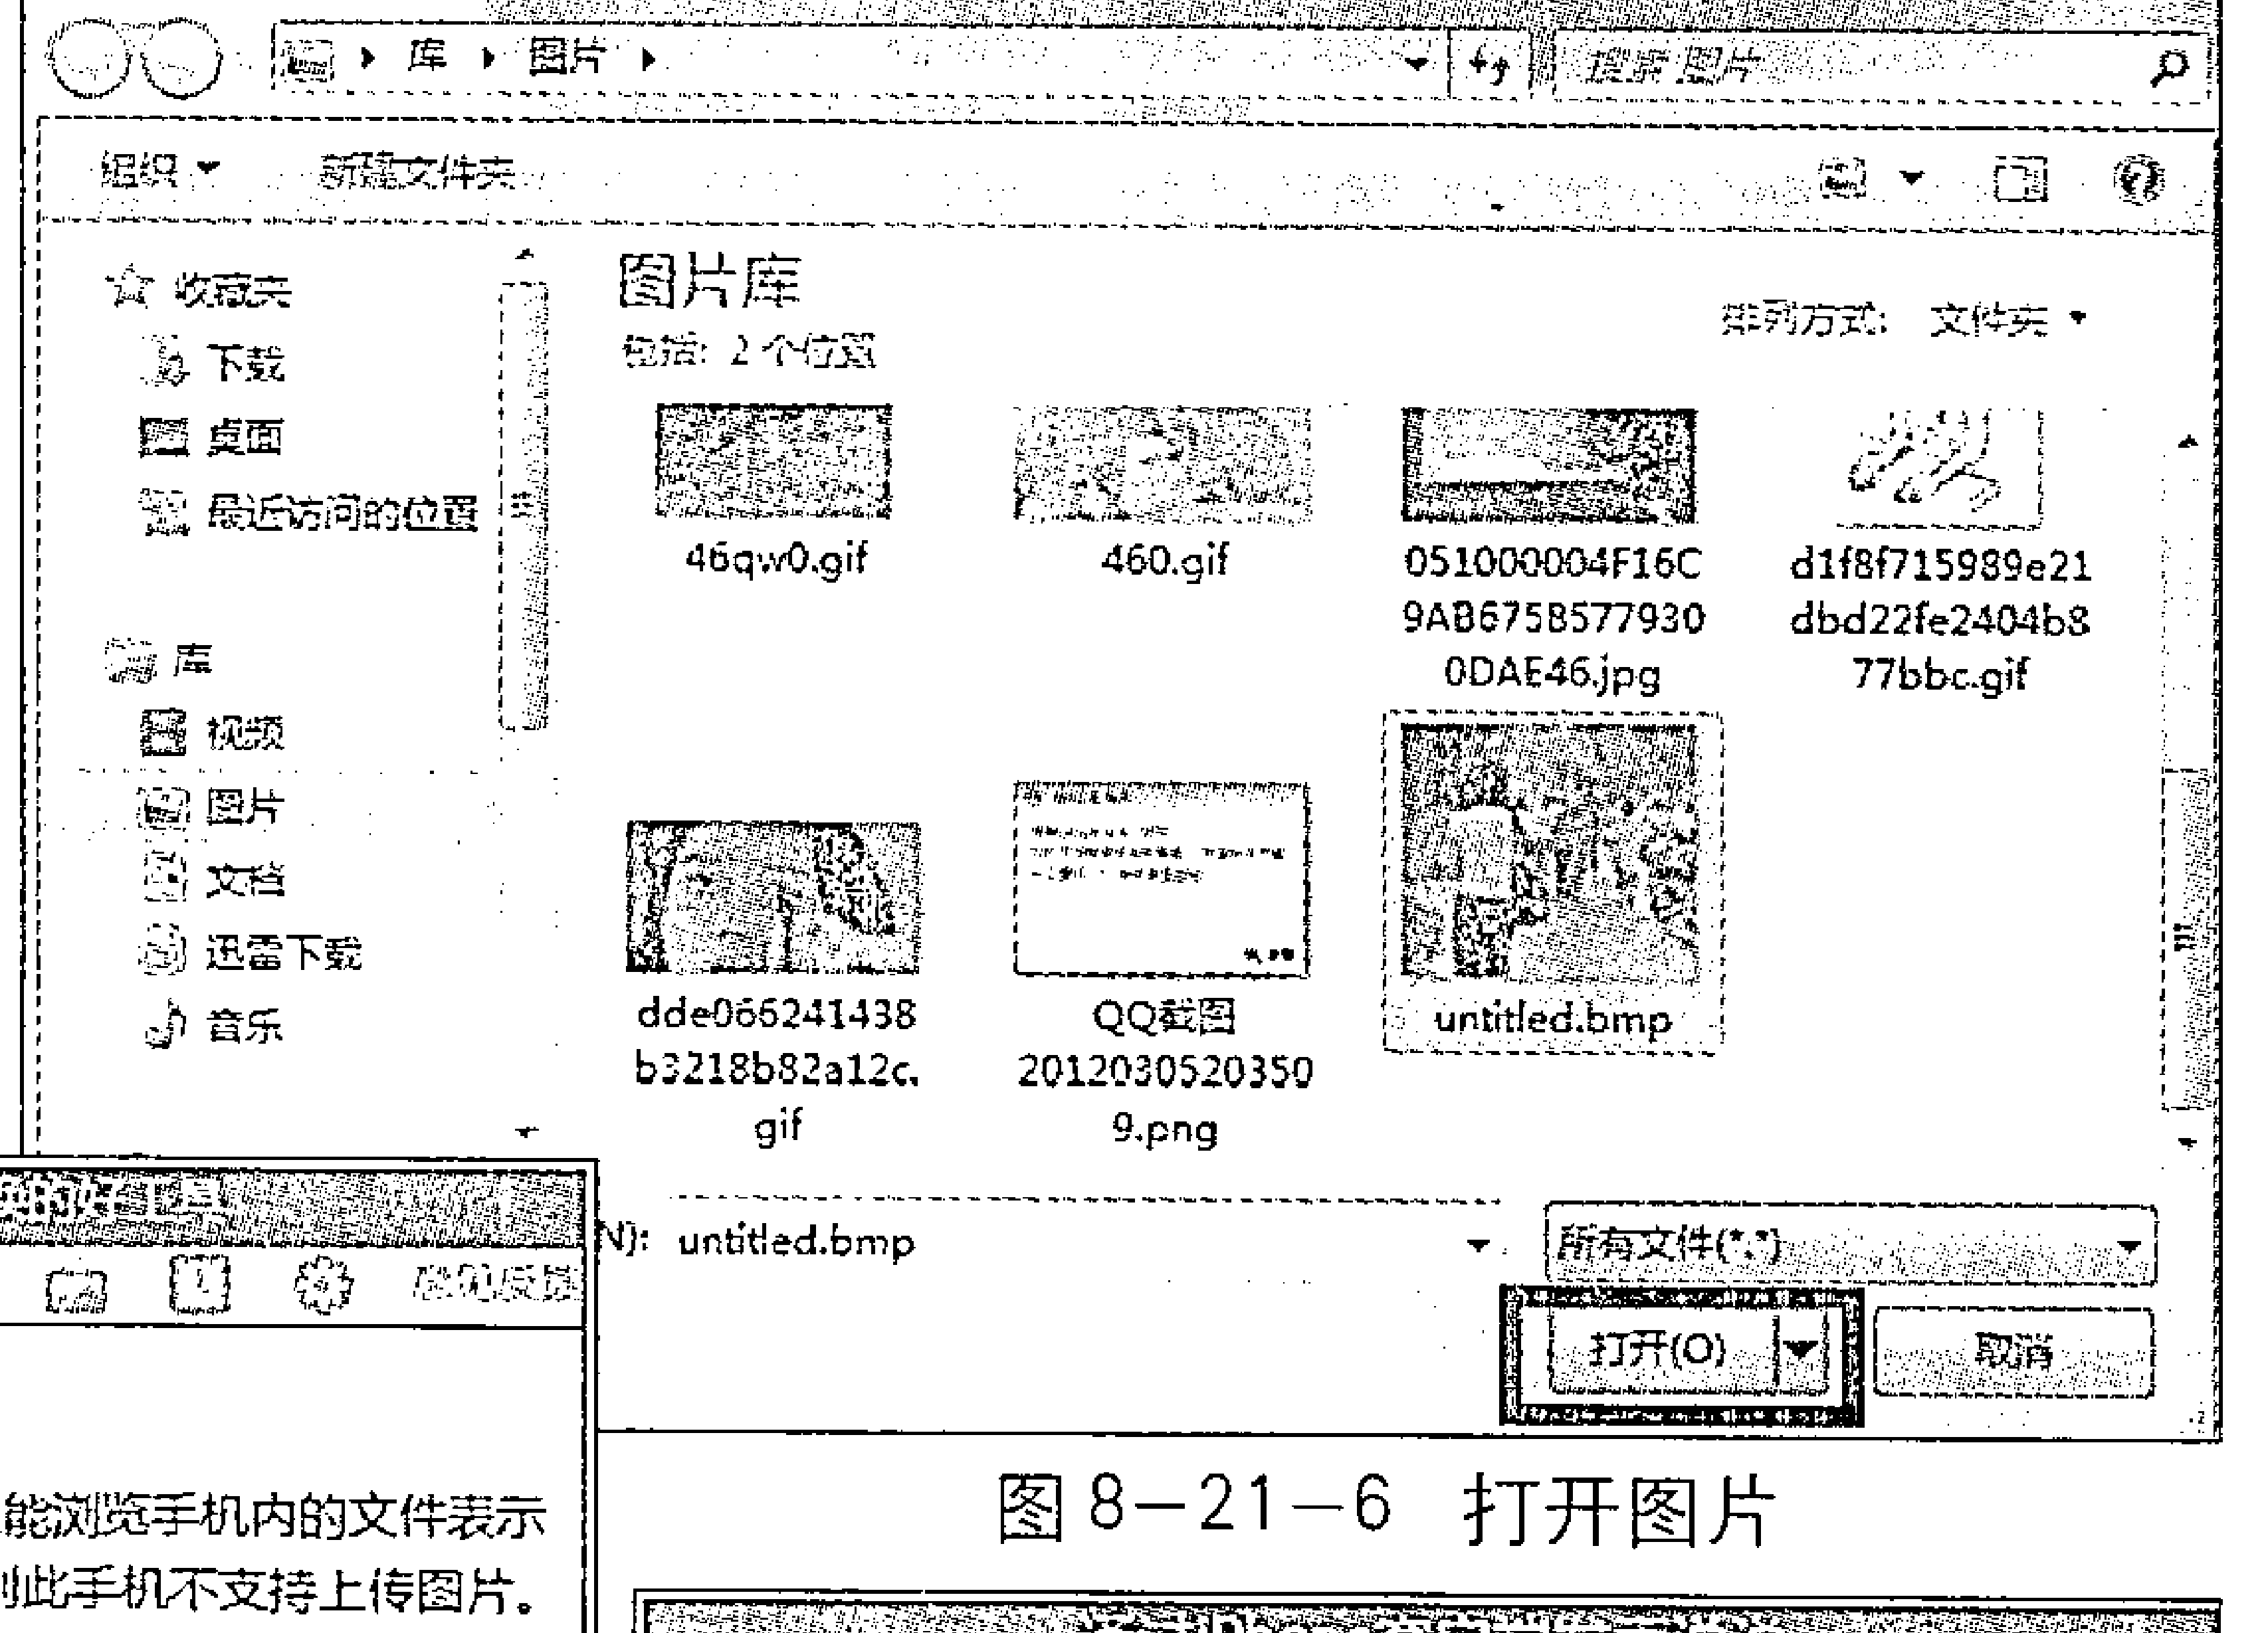 库 图片
搜索 图片
组织 新建文件夹
收藏夹
下载
桌面
最近访问的位置
库
视频
图片
文档
迅雷下载
音乐
图片库
包括: 2 个位置
排列方式: 文件夹
46qw0.gif
460.gif
051000004F16C
9AB6758577930
0DAE46.jpg
d1f8f715989e21
dbd22fe2404b8
77bbc.gif
dde066241438
b3218b82a12c.
gif
QQ截图
2012030520350
9.png
untitled.bmp
N): untitled.bmp
所有文件(*.*)
打开(O)
取消
图 8-21-6 打开图片
的好工具
能浏览手机内的文件表示
此手机不支持上传图片。